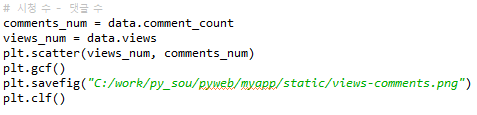 # 시청 수 - 댓글 수
comments_num = data.comment_count
views_num = data.views
plt.scatter(views_num, comments_num)
plt.gcf()
plt.savefig("C:/work/py_sou/pyweb/myapp/static/views-comments.png")
plt.clf()